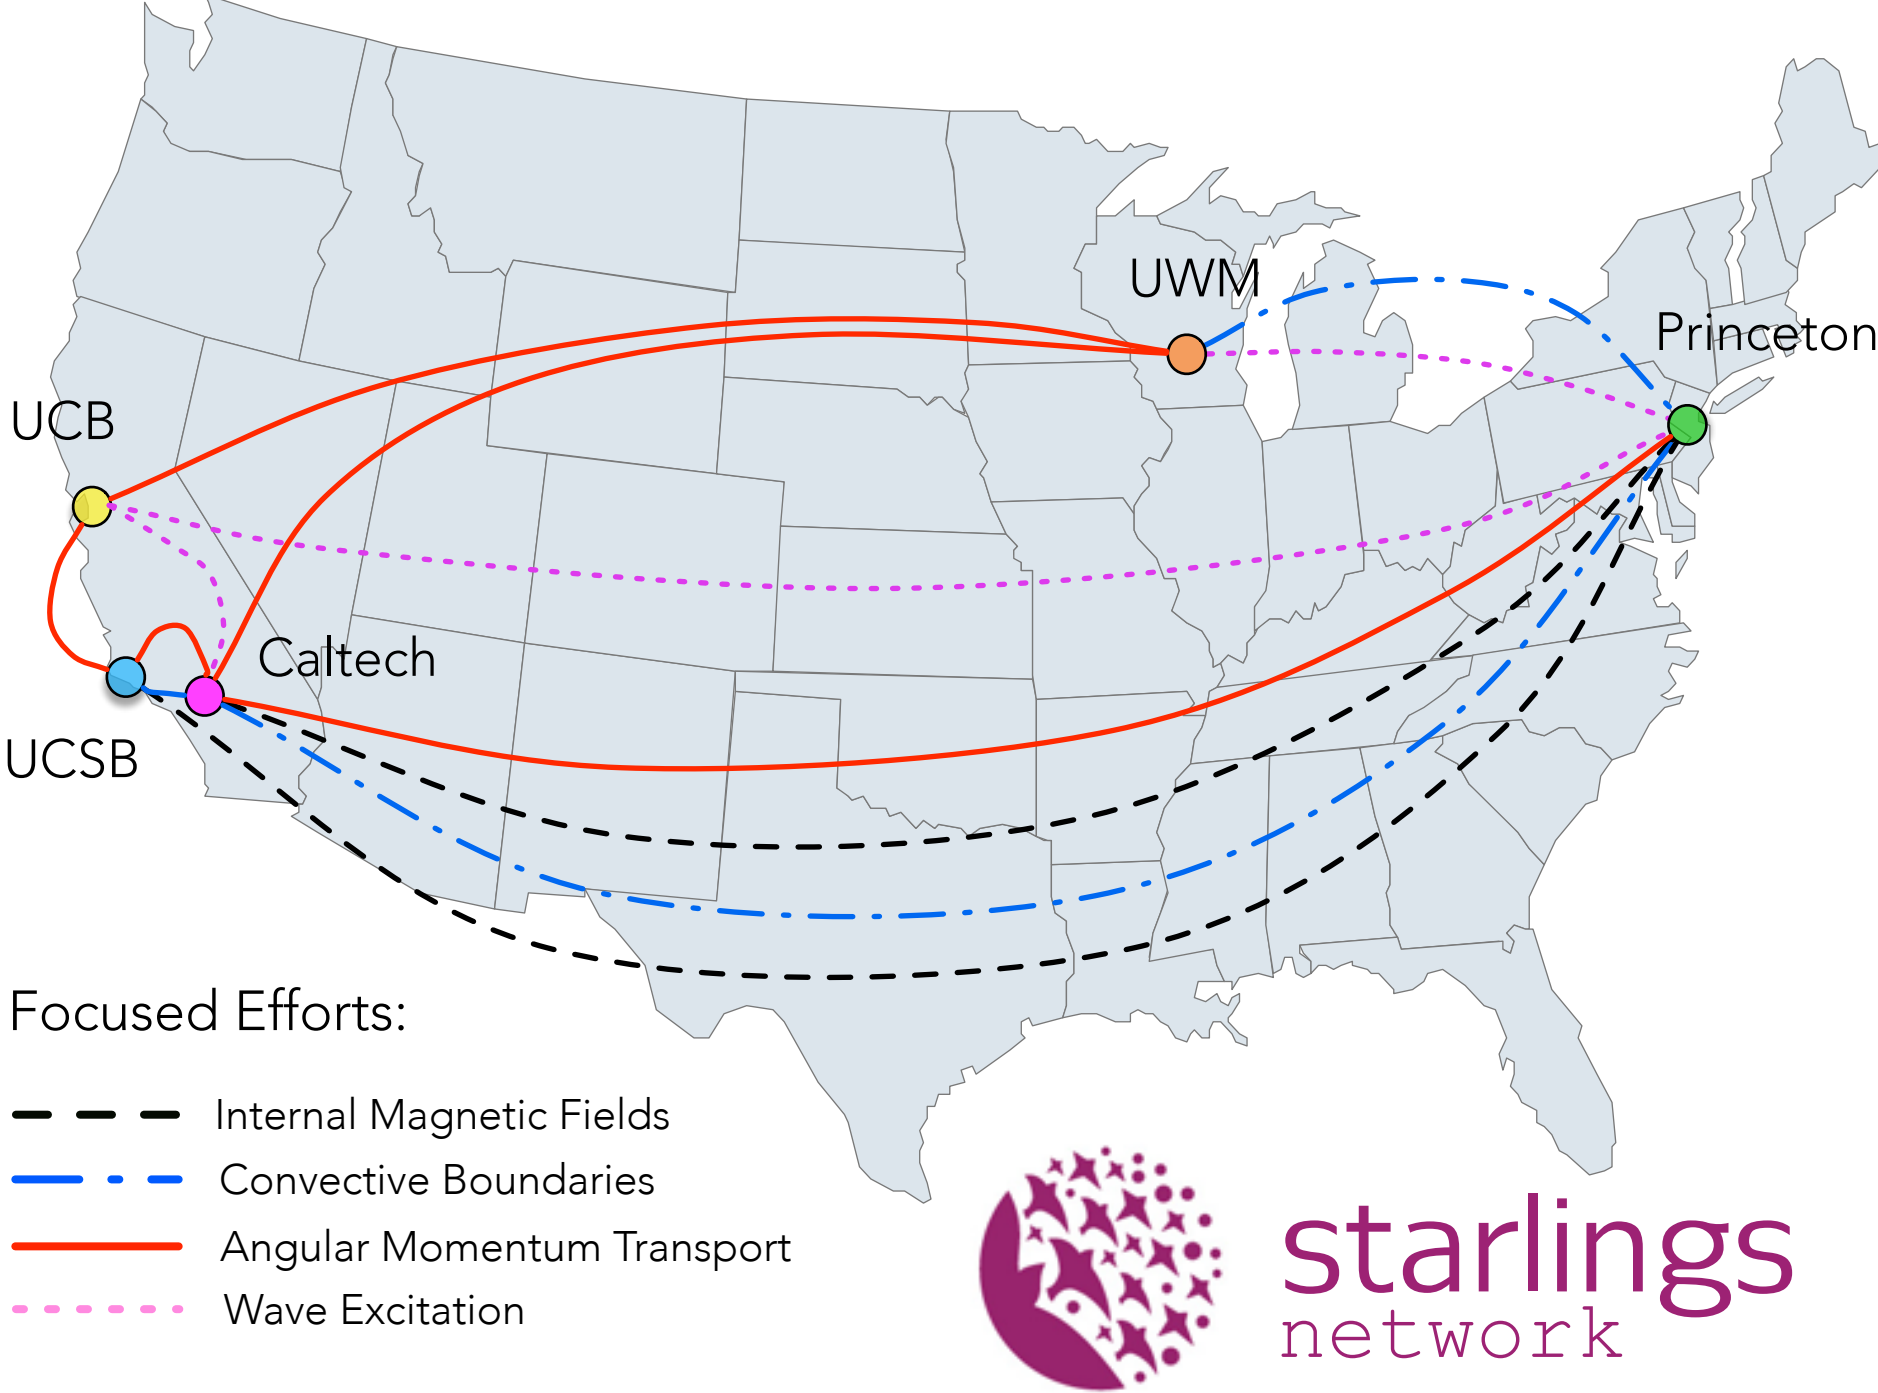 UWM
Princeton
UCB
Caltech
UCSB
Focused Efforts:
Internal Magnetic Fields
Convective Boundaries
Angular Momentum Transport
Wave Excitation
starlings
network